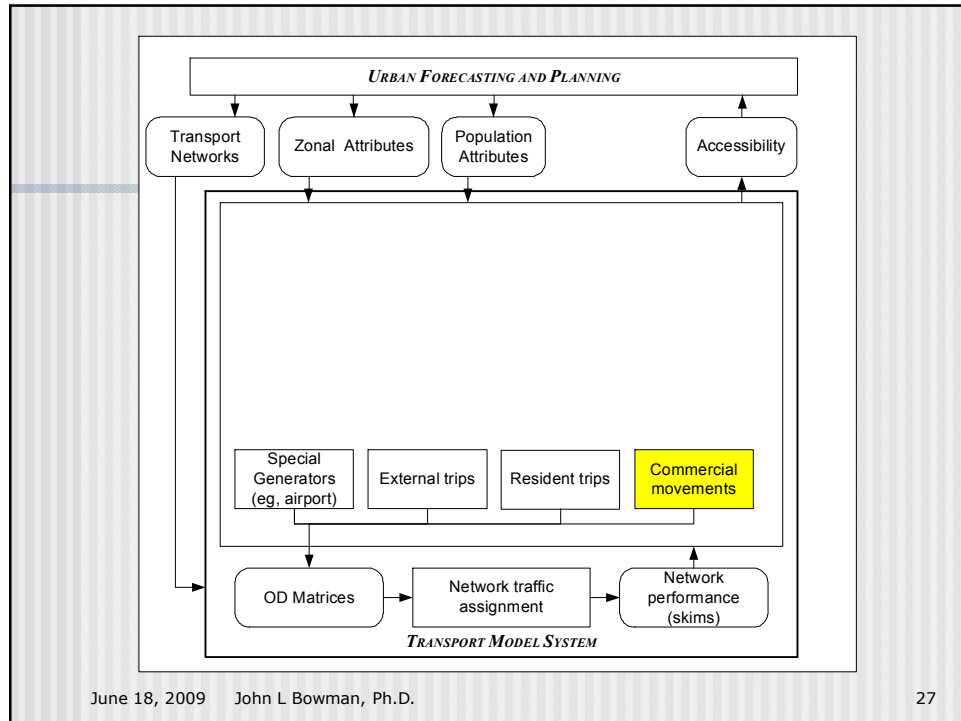 URBAN FORECASTING AND PLANNING
Transport
Networks
Zonal Attributes
Population
Attributes
Accessibility
Special
Generators
(eg, airport)
External trips
Resident trips
Commercial
movements
OD Matrices
Network traffic
assignment
Network
performance
(skims)
TRANSPORT MODEL SYSTEM
June 18, 2009 John L Bowman, Ph.D. 27